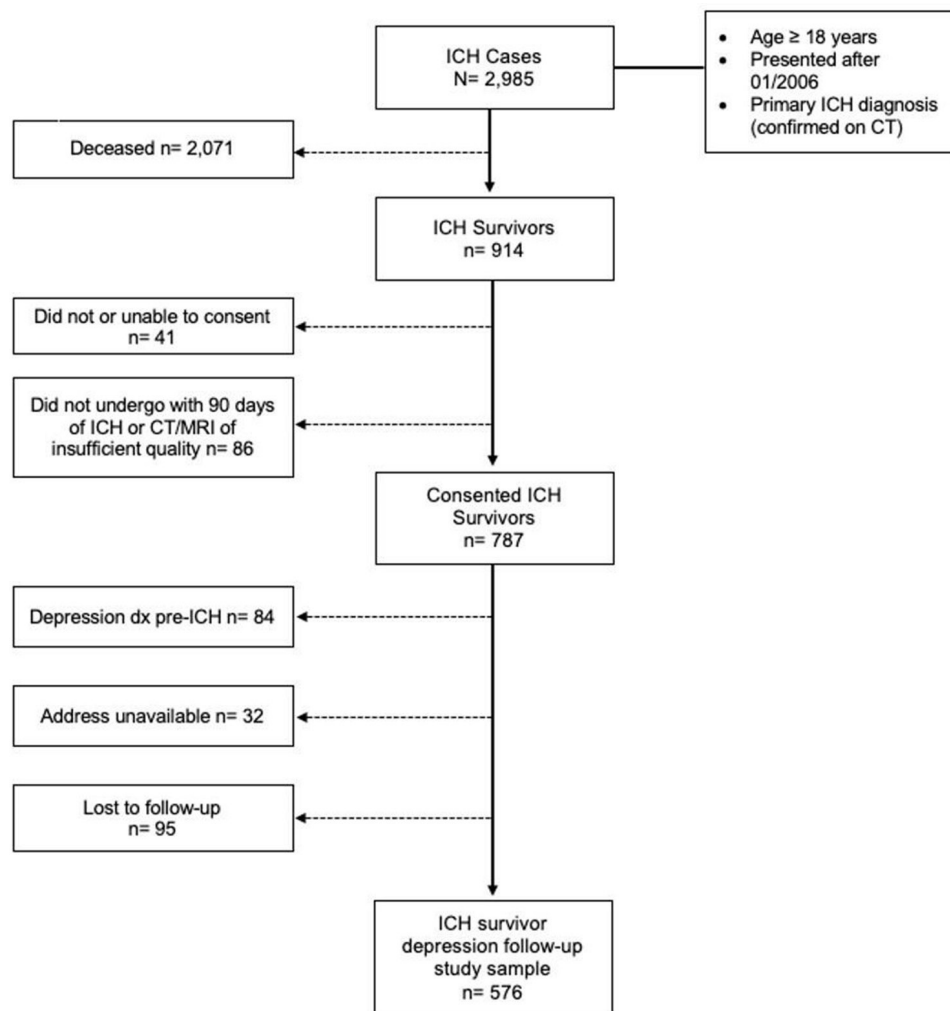 ICH Cases
N= 2,985
• Age ≥ 18 years
• Presented after
01/2006
• Primary ICH diagnosis
(confirmed on CT)
Deceased n= 2,071
ICH Survivors
n= 914
Did not or unable to consent
n= 41
Did not undergo with 90 days
of ICH or CT/MRI of
insufficient quality n= 86
Consented ICH
Survivors
n= 787
Depression dx pre-ICH n= 84
Address unavailable n= 32
Lost to follow-up
n= 95
ICH survivor
depression follow-up
study sample
n= 576